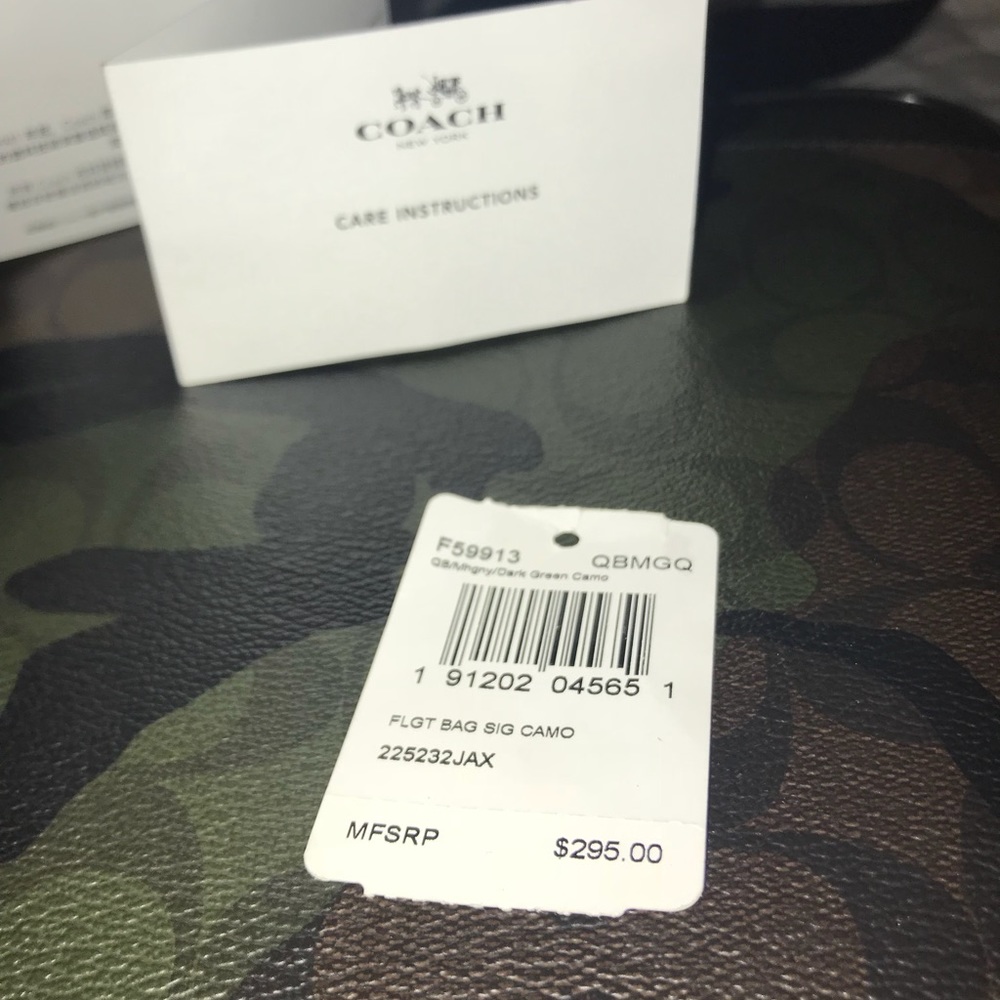 COACH
NEW YORK
CARE INSTRUCTIONS
F59913 QBMGQ
QB/Mhgny/Dark Green Camo
1 91202 04565 1
FLGT BAG SIG CAMO
225232JAX
MFSRP $295.00